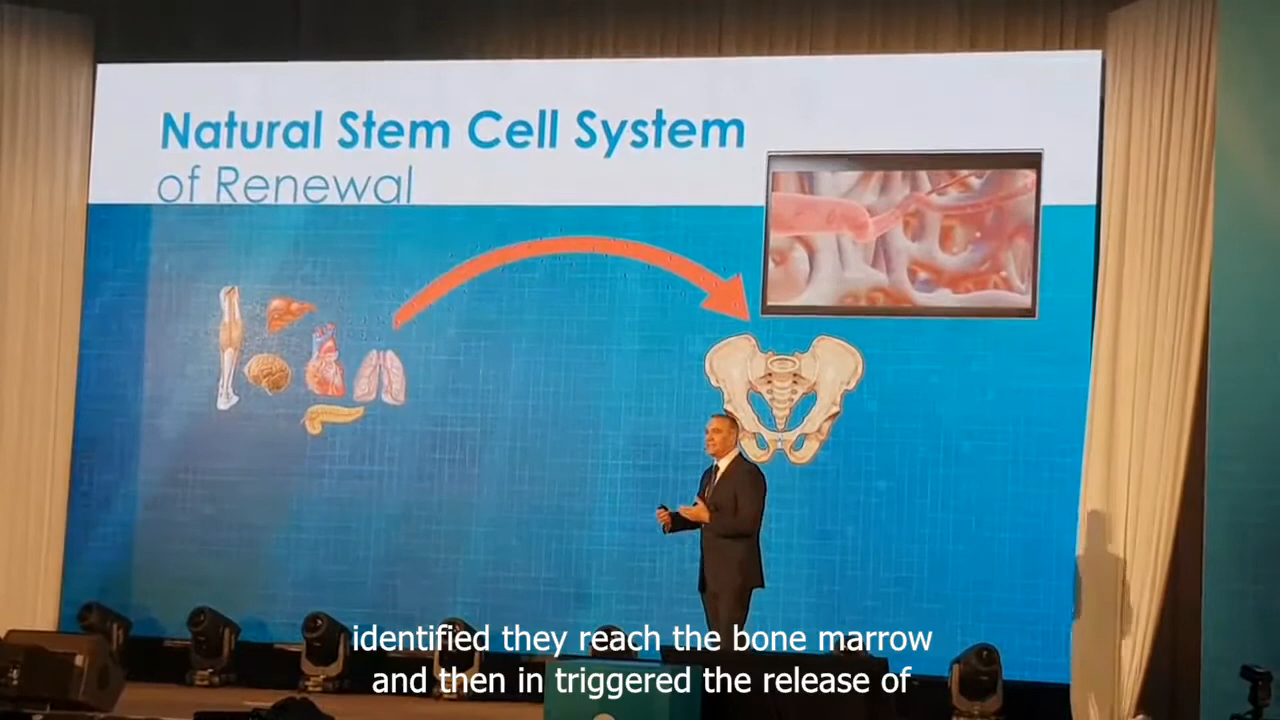 Natural Stem Cell System
of Renewal
identified they reach the bone marrow
and then in triggered the release of